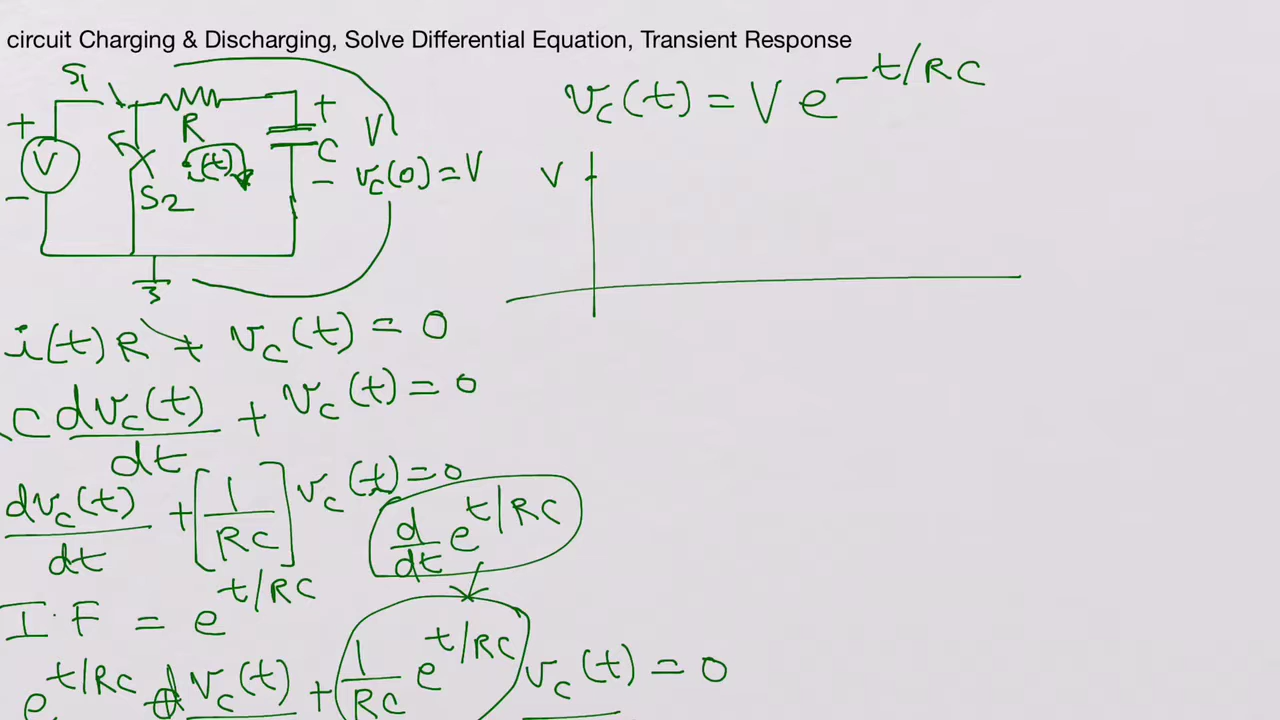 circuit Charging & Discharging, Solve Differential Equation, Transient Response
S1
+
R
+
V
C
V
i(t)
-
S2
-
vc(0) = V
vc(t) = V e^-t/RC
V
i(t) R + vc(t) = 0
C dvc(t)/dt + vc(t) = 0
dvc(t)/dt + [1/RC] vc(t) = 0
d/dt e^t/RC
I.F = e^t/RC
e^t/RC dvc(t) + 1/RC e^t/RC vc(t) = 0